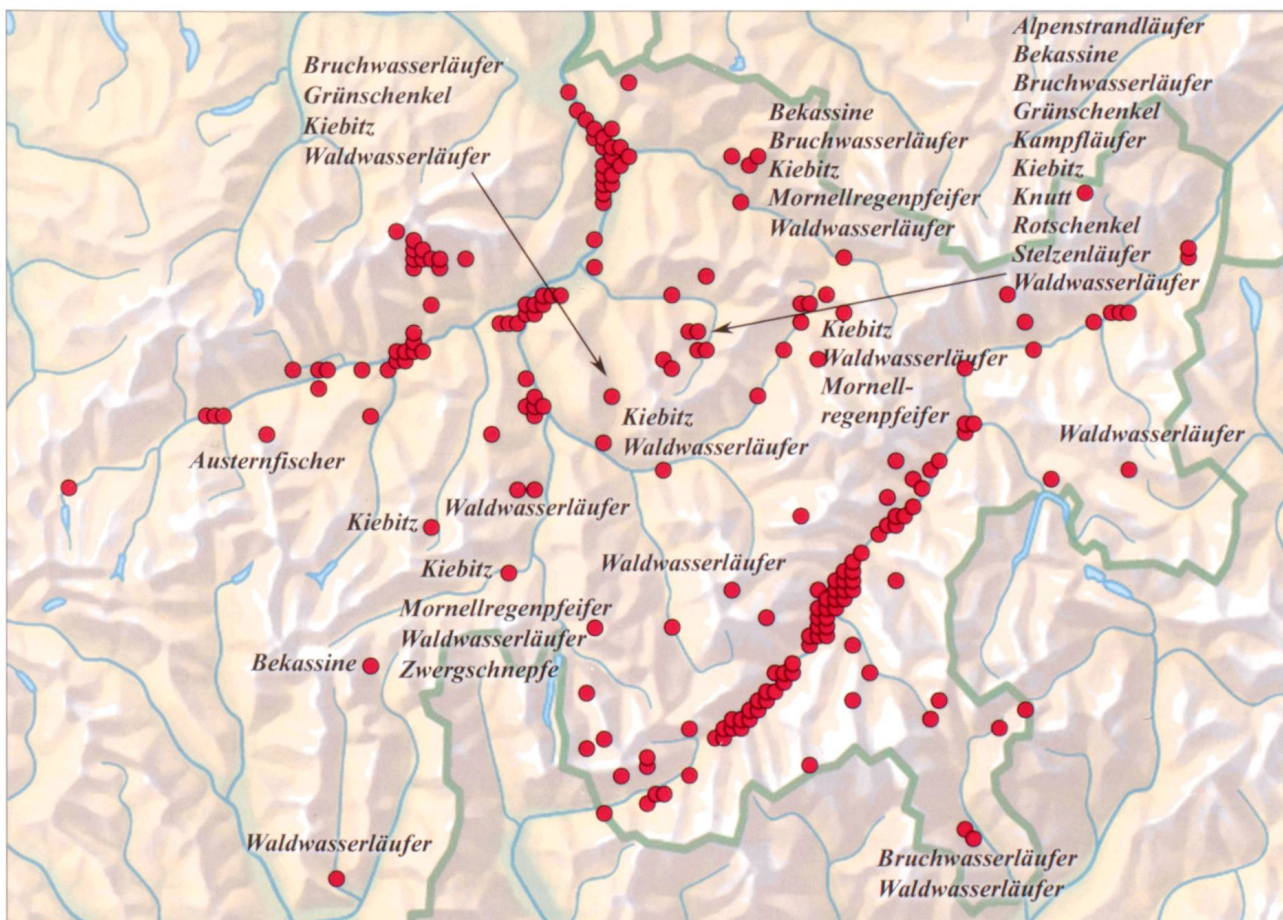 Bruchwasserläufer
Grünschenkel
Kiebitz
Waldwasserläufer
Bekassine
Bruchwasserläufer
Kiebitz
Mornellregenpfeifer
Waldwasserläufer
Alpenstrandläufer
Bekassine
Bruchwasserläufer
Grünschenkel
Kampfläufer
Kiebitz
Knutt
Rotschenkel
Stelzenläufer
Waldwasserläufer
Kiebitz
Waldwasserläufer
Mornell-
regenpfeifer
Kiebitz
Waldwasserläufer
Waldwasserläufer
Austernfischer
Waldwasserläufer
Kiebitz
Kiebitz
Waldwasserläufer
Mornellregenpfeifer
Waldwasserläufer
Zwergschnepfe
Bekassine
Waldwasserläufer
Bruchwasserläufer
Waldwasserläufer